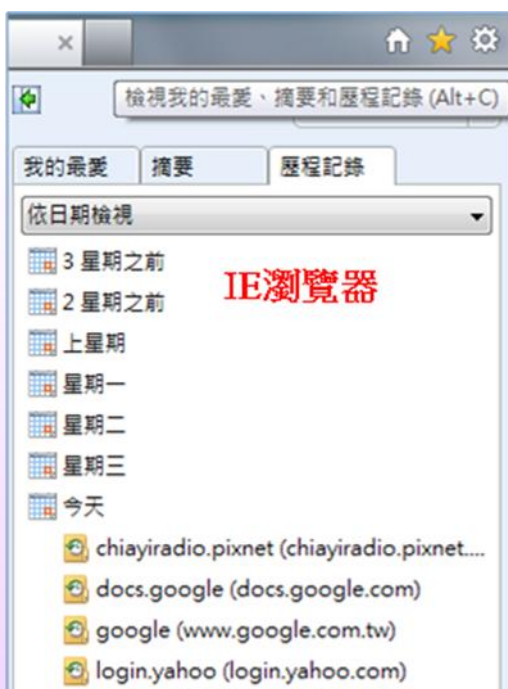 檢視我的最愛、摘要和歷程記錄 (Alt+C)
我的最愛 摘要 歷程記錄
依日期檢視
3 星期之前
IE瀏覽器
2 星期之前
上星期
星期一
星期二
星期三
今天
chiayiradio.pixnet (chiayiradio.pixnet....
docs.google (docs.google.com)
google (www.google.com.tw)
login.yahoo (login.yahoo.com)